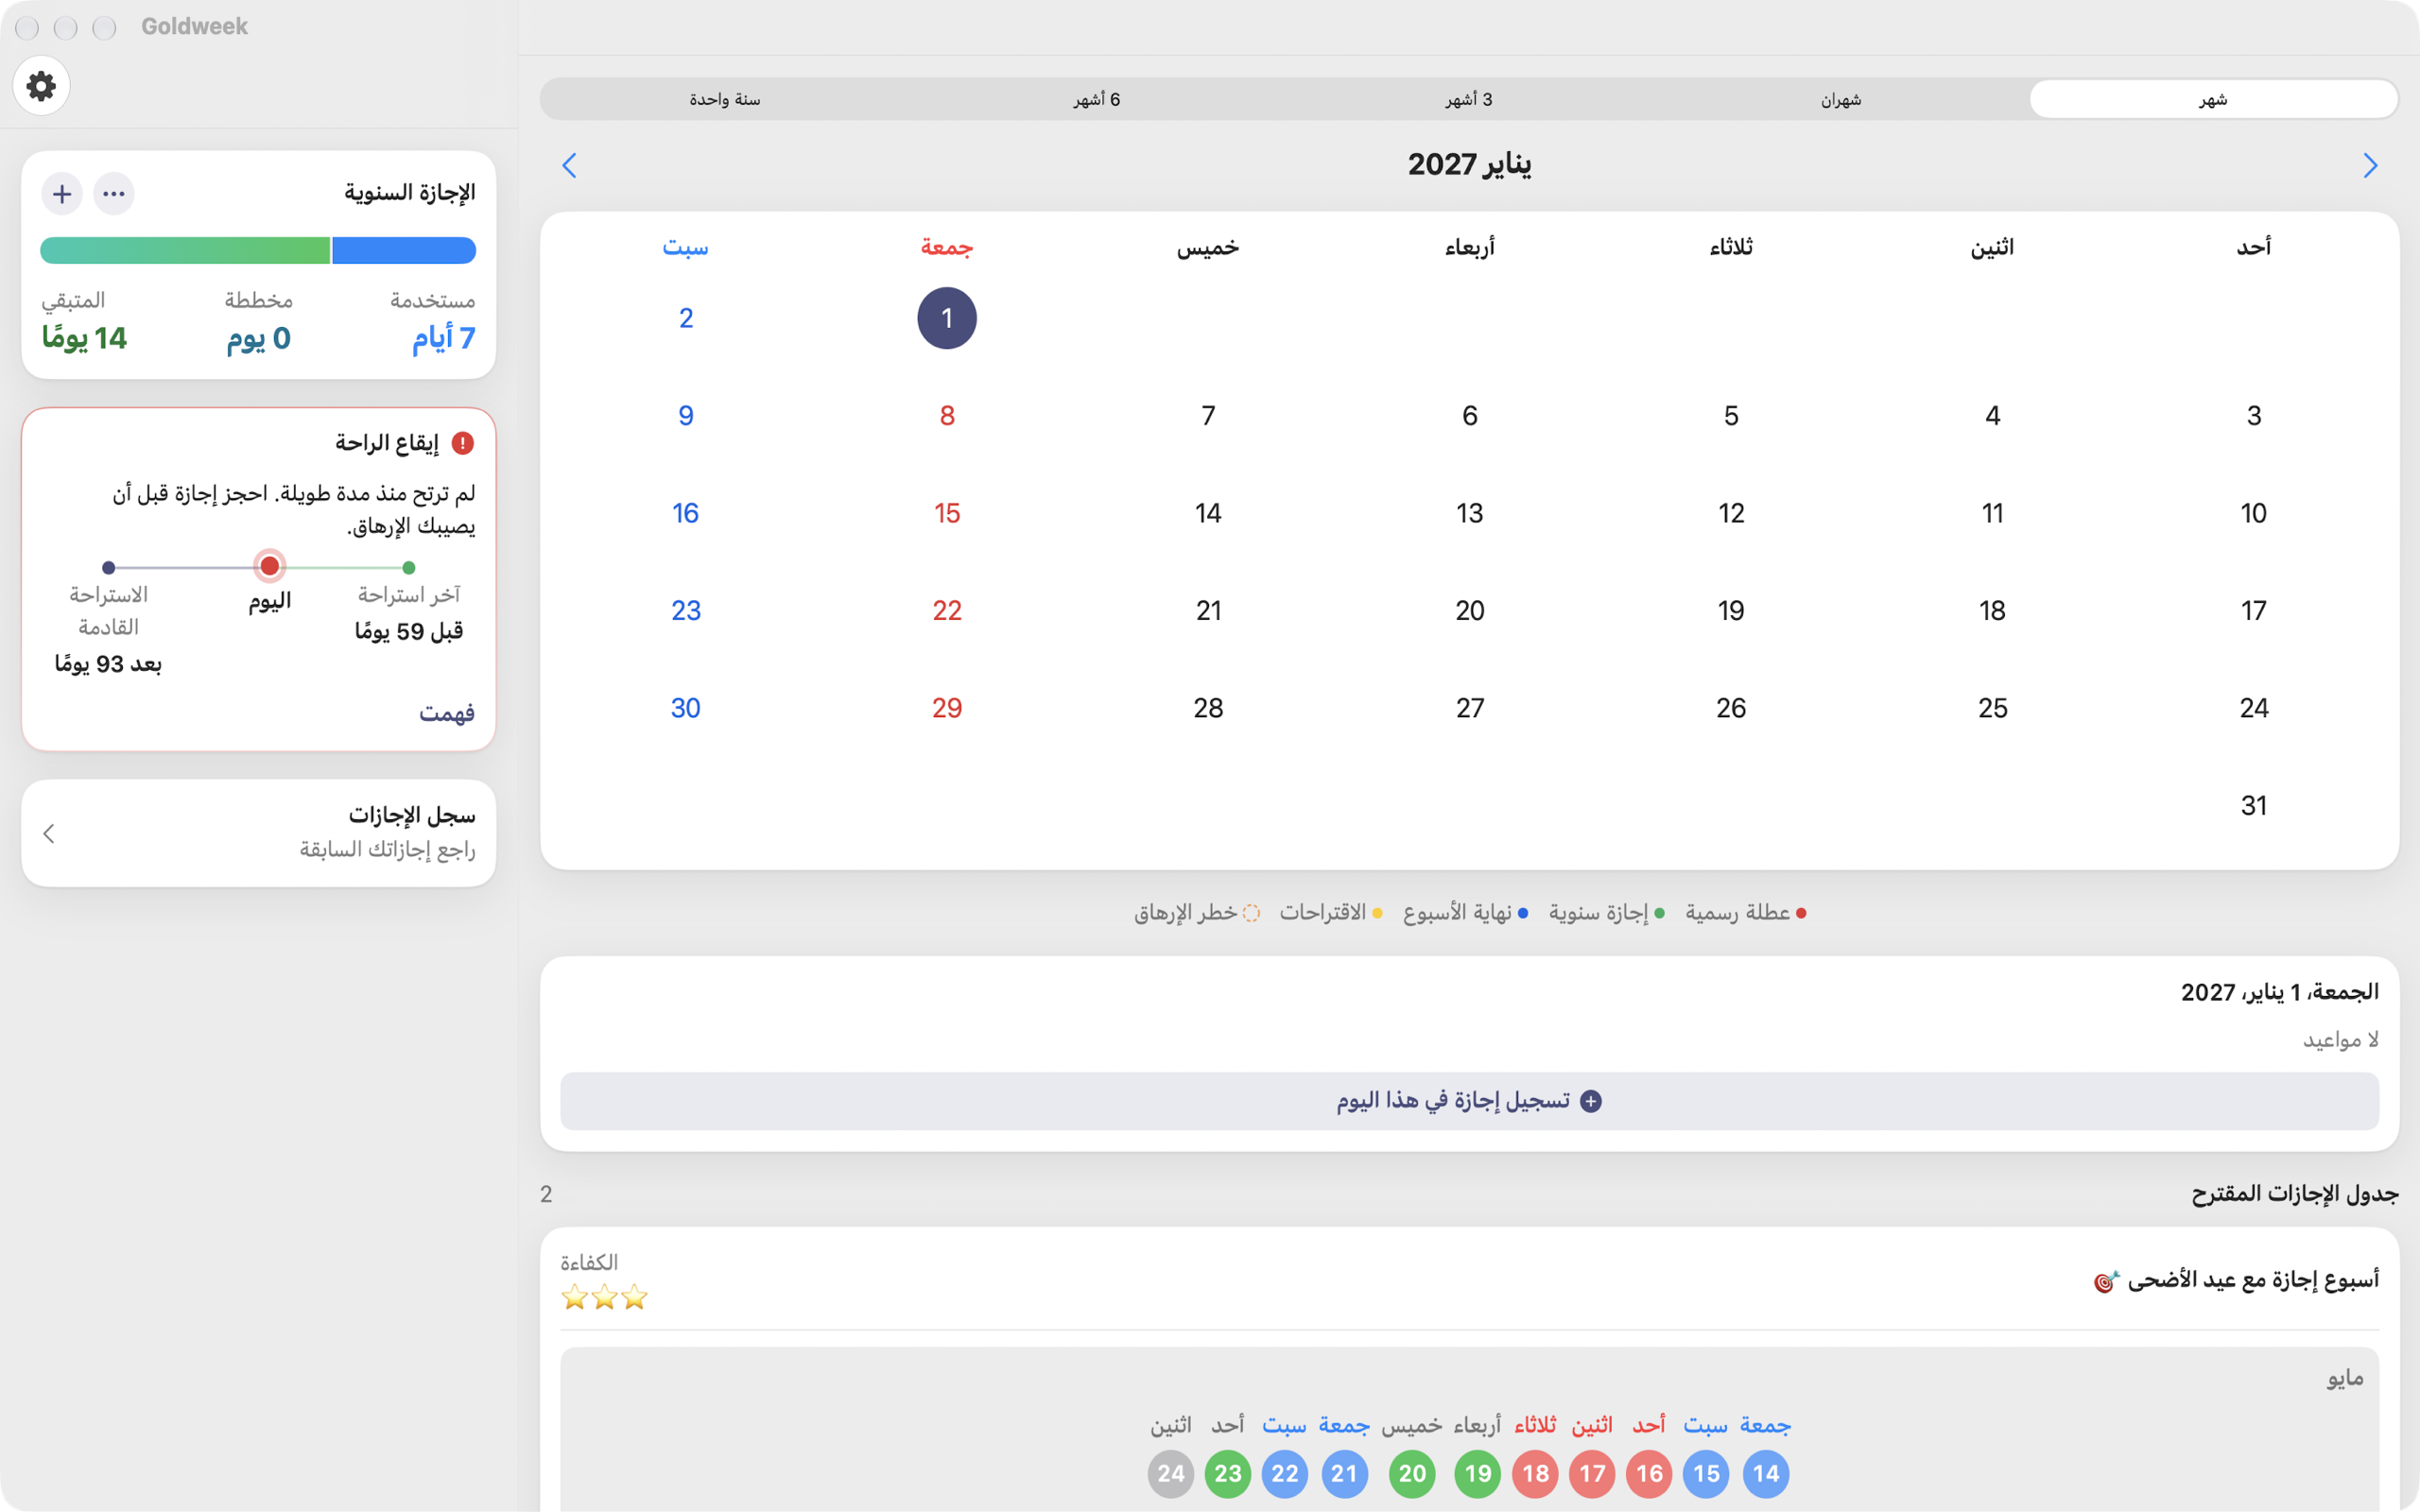 Goldweek
الإجازة السنوية
مستخدمة مخططة المتبقي
7 أيام 0 يوم 14 يومًا
إيقاع الراحة
لم ترتح منذ مدة طويلة. احجز إجازة قبل أن
يصيبك الإرهاق.
آخر استراحة
قبل 59 يومًا
اليوم
الاستراحة
القادمة
بعد 93 يومًا
فهمت
سجل الإجازات
راجع إجازاتك السابقة
شهر شهران 3 أشهر 6 أشهر سنة واحدة
يناير 2027
أحد اثنين ثلاثاء أربعاء خميس جمعة سبت
1 2
3 4 5 6 7 8 9
10 11 12 13 14 15 16
17 18 19 20 21 22 23
24 25 26 27 28 29 30
31
عطلة رسمية إجازة سنوية نهاية الأسبوع الاقتراحات خطر الإرهاق
الجمعة، 1 يناير، 2027
لا مواعيد
تسجيل إجازة في هذا اليوم
جدول الإجازات المقترح 2
أسبوع إجازة مع عيد الأضحى 🎯
الكفاءة
⭐⭐⭐
مايو
جمعة سبت أحد اثنين ثلاثاء أربعاء خميس جمعة سبت أحد اثنين
14 15 16 17 18 19 20 21 22 23 24